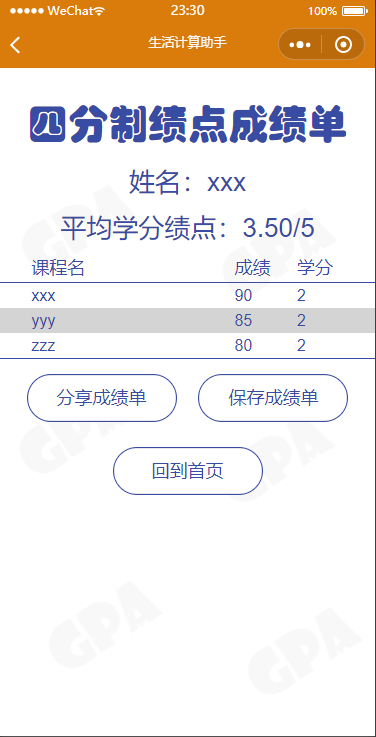 WeChat 23:30 100%
生活计算助手
四分制绩点成绩单
姓名：xxx
平均学分绩点：3.50/5
课程名 成绩 学分
xxx 90 2
yyy 85 2
zzz 80 2
分享成绩单 保存成绩单
回到首页
GPA
GPA
GPA
GPA
GPA
GPA